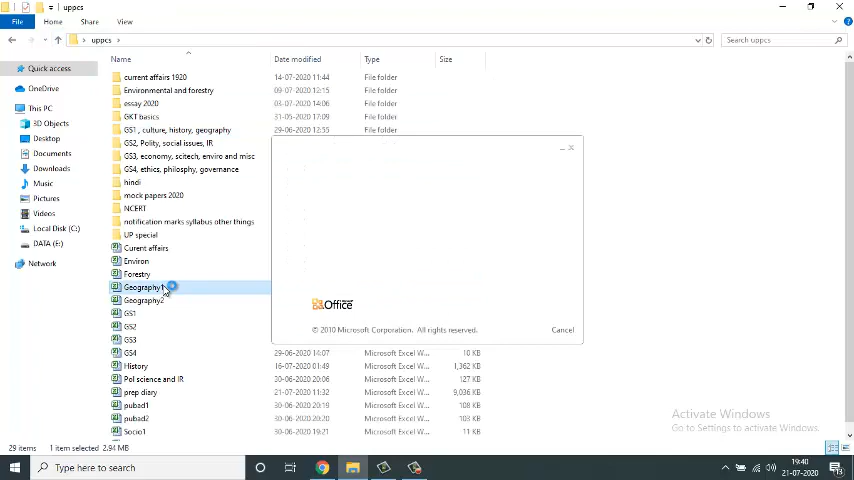 uppcs
File Home Share View
uppcs
Search uppcs
Name Date modified Type Size
Quick access
OneDrive
This PC
3D Objects
Desktop
Documents
Downloads
Music
Pictures
Videos
Local Disk (C:)
DATA (E:)
Network
current affairs 1920 14-07-2020 11:44 File folder
Environmental and forestry 09-07-2020 12:15 File folder
essay 2020 03-07-2020 14:06 File folder
GKT basics 31-05-2020 17:09 File folder
GS1 , culture, history, geography 29-06-2020 12:55 File folder
GS2, Polity, social issues, IR
GS3, economy, scitech, enviro and misc
GS4, ethics, philosphy, governance
hindi
mock papers 2020
NCERT
notification marks syllabus other things
UP special
Curent affairs
Environ
Forestry
Geography1
Geography2
GS1
GS2
GS3
GS4 29-06-2020 14:07 Microsoft Excel W... 10 KB
History 16-07-2020 01:49 Microsoft Excel W... 1,362 KB
Pol science and IR 30-06-2020 20:06 Microsoft Excel W... 127 KB
prep diary 21-07-2020 11:32 Microsoft Excel W... 9,036 KB
pubad1 30-06-2020 20:19 Microsoft Excel W... 108 KB
pubad2 30-06-2020 20:20 Microsoft Excel W... 103 KB
Socio1 30-06-2020 19:21 Microsoft Excel W... 11 KB
Office
© 2010 Microsoft Corporation. All rights reserved. Cancel
Activate Windows
Go to Settings to activate Windows.
29 items 1 item selected 2.94 MB
Type here to search
19:40
21-07-2020
13